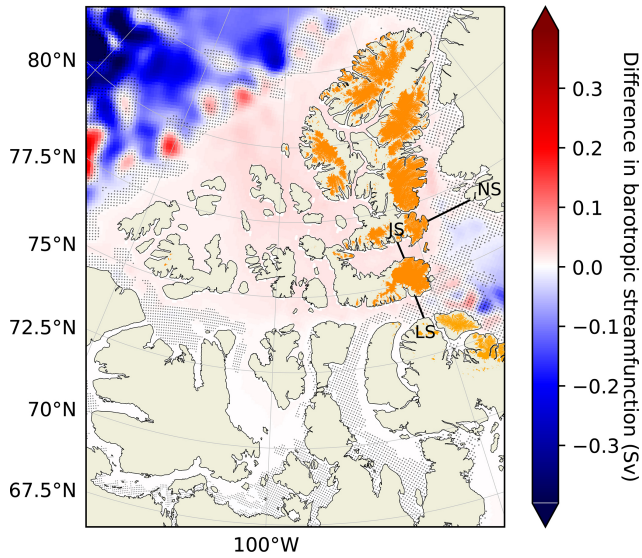 80°N
77.5°N
75°N
72.5°N
70°N
67.5°N
100°W
NS
JS
LS
0.3
0.2
0.1
0.0
−0.1
−0.2
−0.3
Difference in barotropic streamfunction (Sv)